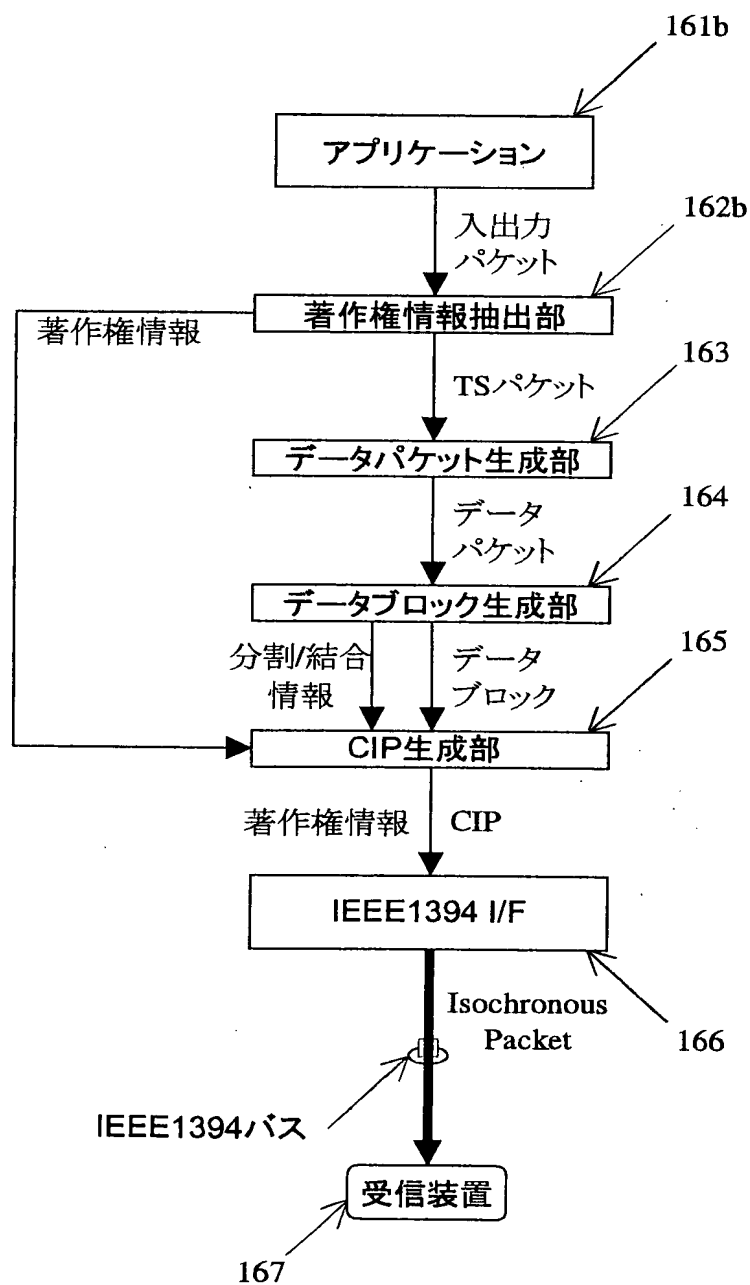 161b
アプリケーション
入出力
パケット
162b
著作権情報抽出部
著作権情報
TSパケット
163
データパケット生成部
データ
パケット
164
データブロック生成部
分割/結合
情報
データ
ブロック
165
CIP生成部
著作権情報
CIP
IEEE1394 I/F
166
Isochronous
Packet
IEEE1394バス
受信装置
167